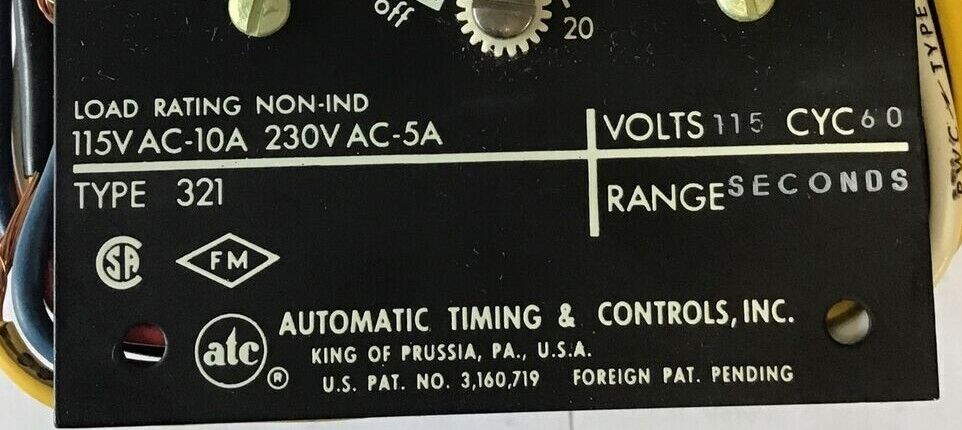 off
20
LOAD RATING NON-IND
115V AC-10A 230V AC-5A
VOLTS 115 CYC 60
TYPE 321
RANGE SECONDS
CSA
FM
atc ®
AUTOMATIC TIMING & CONTROLS, INC.
KING OF PRUSSIA, PA., U.S.A.
U.S. PAT. NO. 3,160,719 FOREIGN PAT. PENDING
TYPE